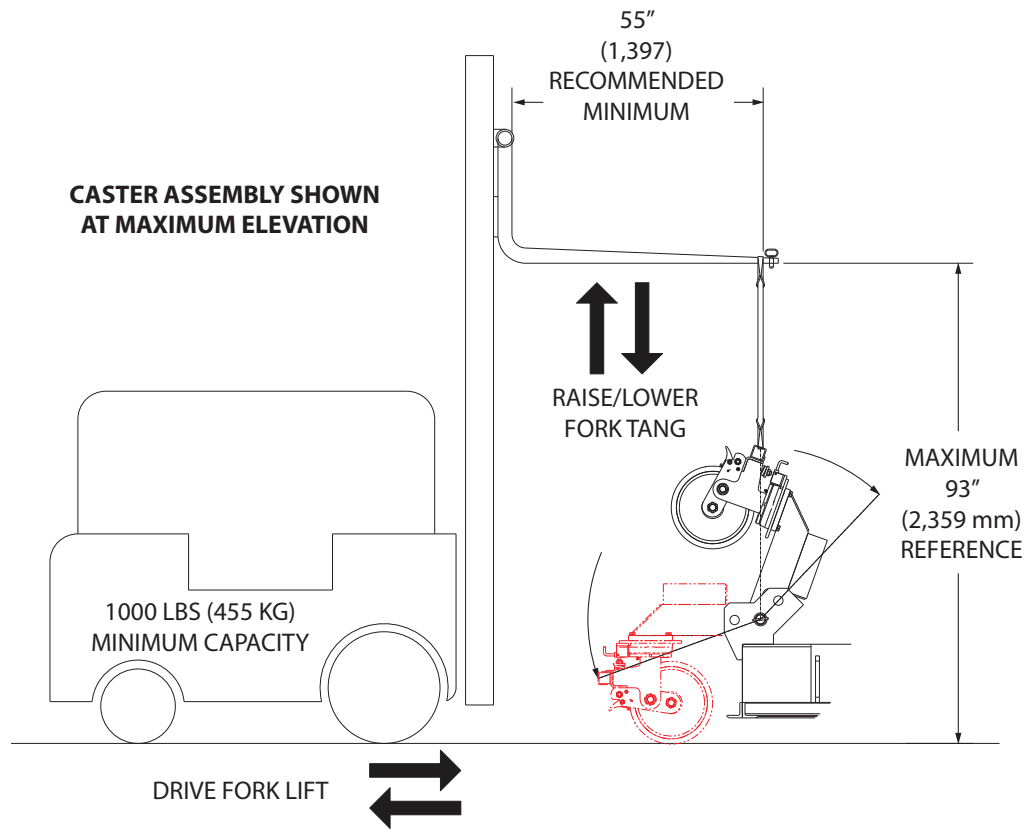 55”
(1,397)
RECOMMENDED
MINIMUM
CASTER ASSEMBLY SHOWN
AT MAXIMUM ELEVATION
RAISE/LOWER
FORK TANG
MAXIMUM
93”
(2,359 mm)
REFERENCE
1000 LBS (455 KG)
MINIMUM CAPACITY
DRIVE FORK LIFT